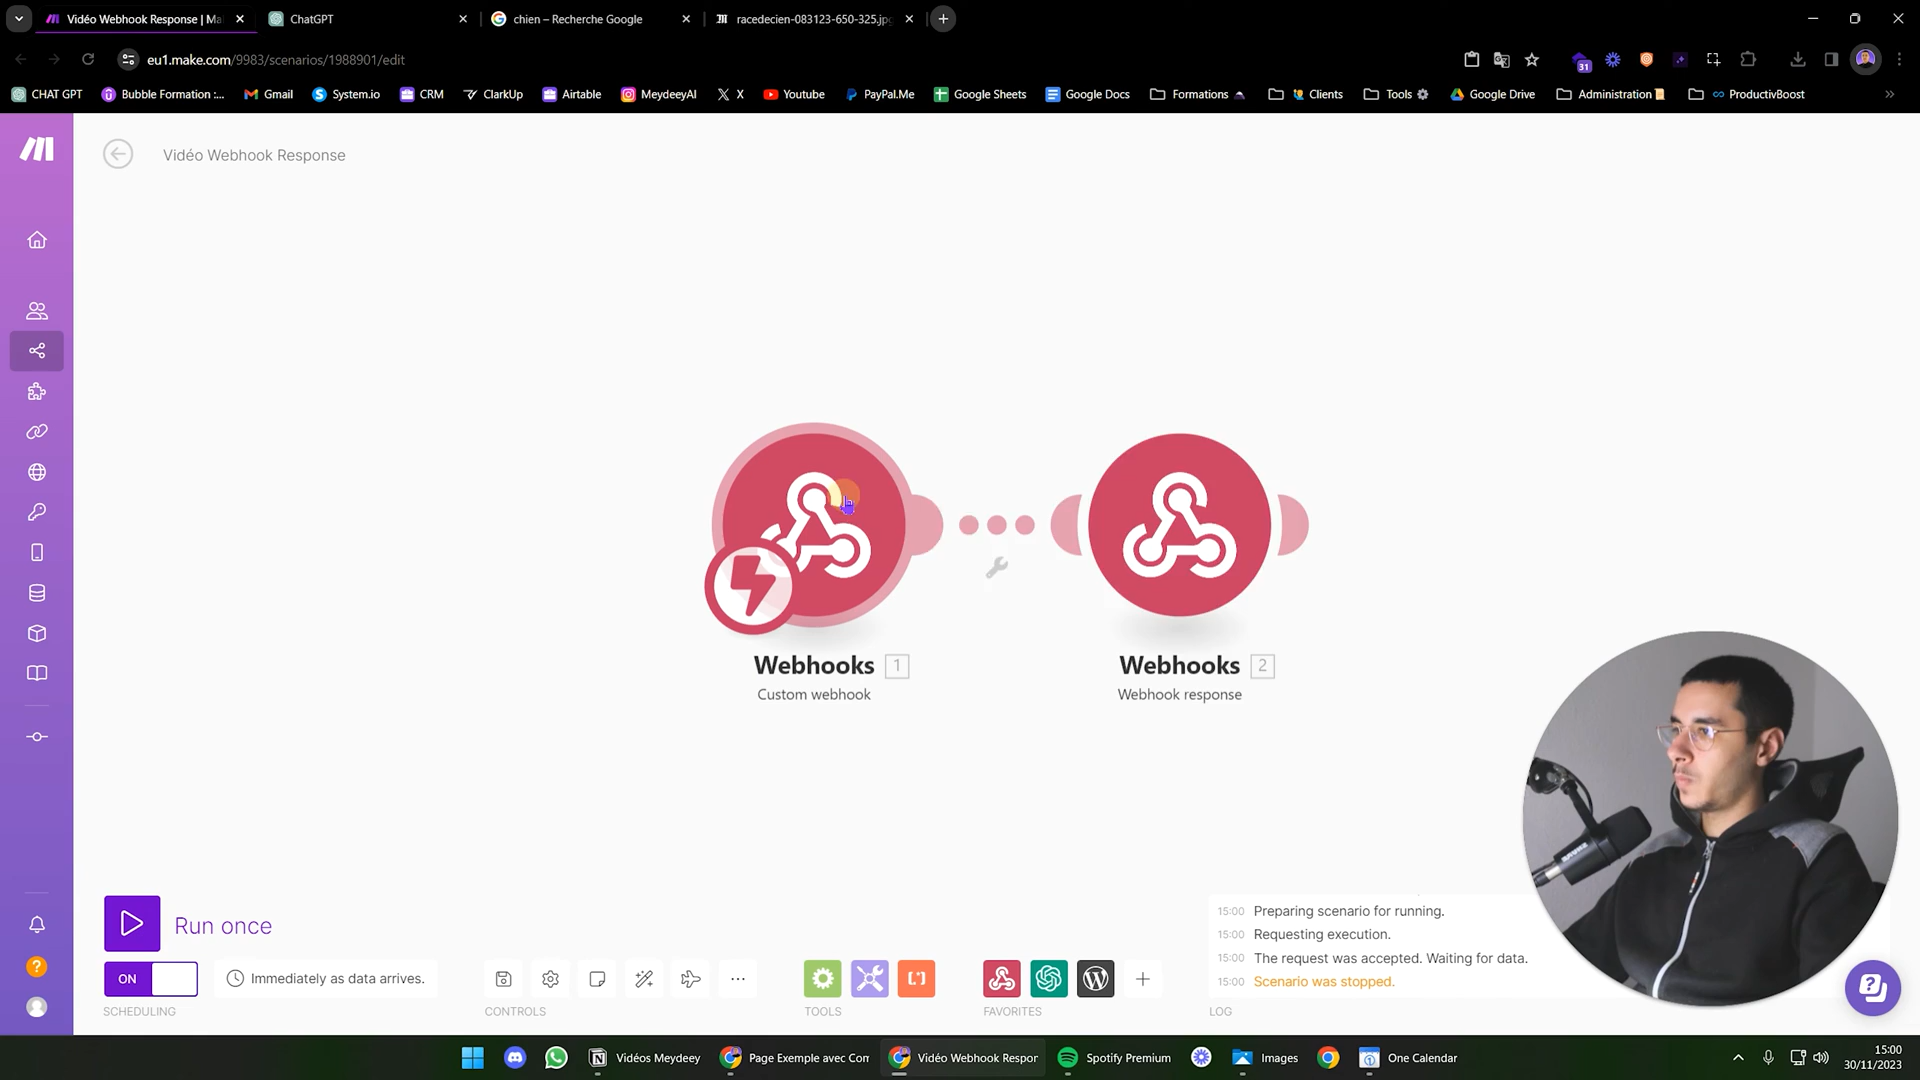 Vidéo Webhook Response | Ma
ChatGPT
chien – Recherche Google
racedecien-083123-650-325.jpg
eu1.make.com/9983/scenarios/1988901/edit
31
CHAT GPT
Bubble Formation :...
Gmail
System.io
CRM
ClarkUp
Airtable
MeydeeyAI
X
Youtube
PayPal.Me
Google Sheets
Google Docs
Formations
Clients
Tools
Google Drive
Administration
ProductivBoost
Vidéo Webhook Response
Webhooks 1
Custom webhook
Webhooks 2
Webhook response
Run once
ON
Immediately as data arrives.
SCHEDULING
CONTROLS
TOOLS
FAVORITES
15:00 Preparing scenario for running.
15:00 Requesting execution.
15:00 The request was accepted. Waiting for data.
15:00 Scenario was stopped.
LOG
Vidéos Meydeey
Page Exemple avec Com
Vidéo Webhook Respon
Spotify Premium
Images
One Calendar
15:00
30/11/2023